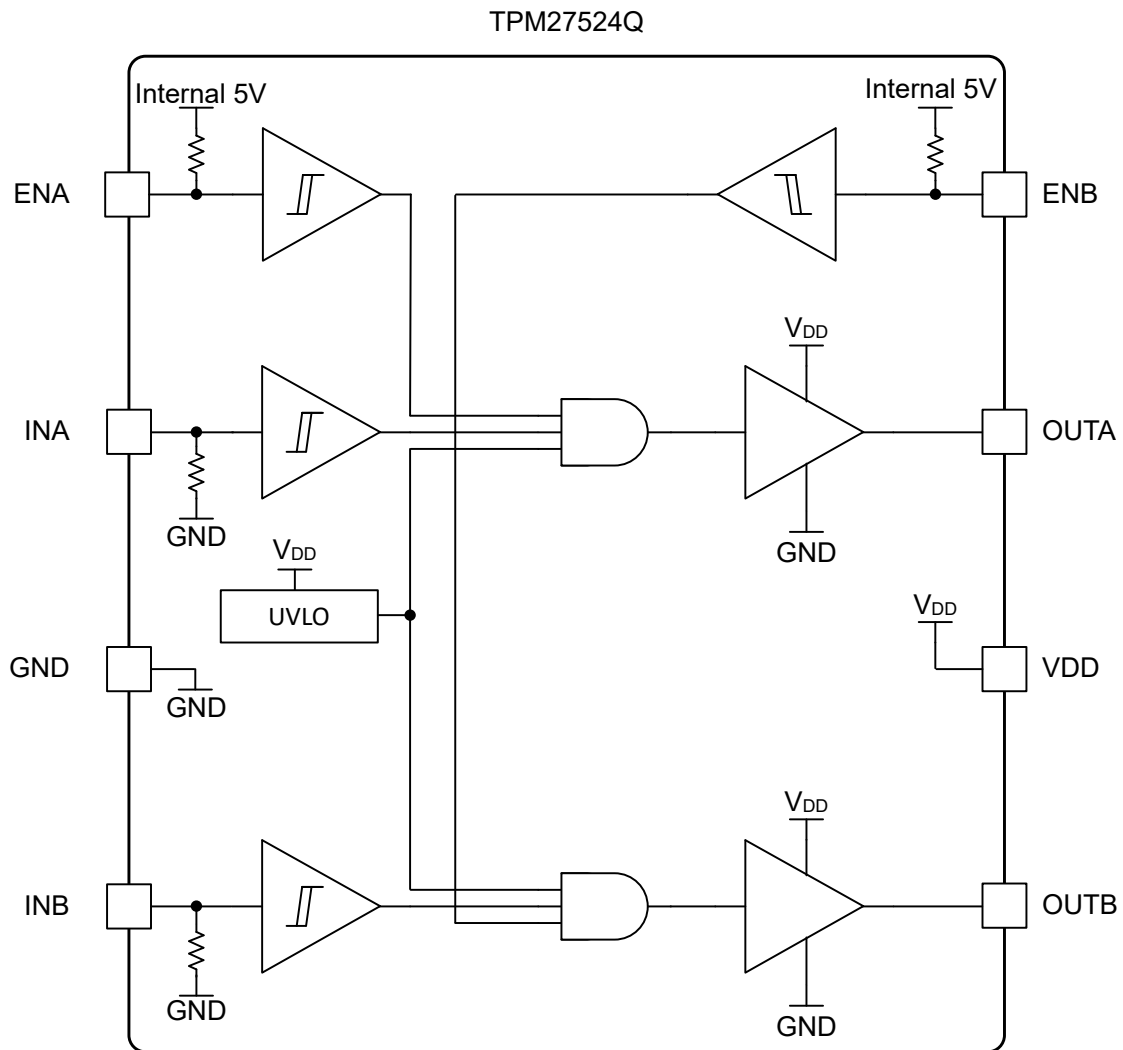 TPM27524Q
Internal 5V
Internal 5V
ENA
ENB
VDD
INA
OUTA
GND
GND
VDD
UVLO
VDD
GND
VDD
GND
VDD
INB
OUTB
GND
GND